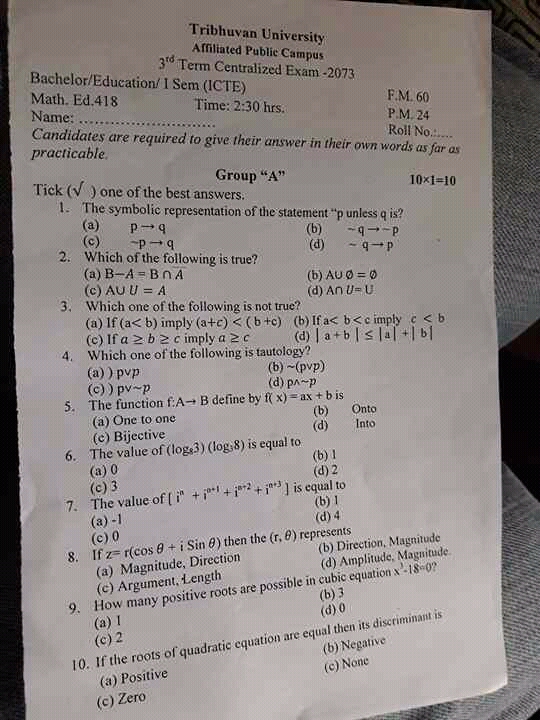 Tribhuvan University
Affiliated Public Campus
3rd Term Centralized Exam -2073
Bachelor/Education/ I Sem (ICTE)
F.M. 60
Math. Ed.418 Time: 2:30 hrs.
P.M. 24
Name: ............................
Roll No.:....
Candidates are required to give their answer in their own words as far as
practicable.
Group “A” 10×1=10
Tick (√ ) one of the best answers.
1. The symbolic representation of the statement “p unless q is?
(a) p→q (b) ~q→~p
(c) ~p→q (d) ~ q→p
2. Which of the following is true?
(a) B−A = B ∩ A̅ (b) A∪ Ø = Ø
(c) A∪ U = A (d) A∩ U= U
3. Which one of the following is not true?
(a) If (a< b) imply (a+c) < ( b +c) (b) If a< b < c imply c < b
(c) If a ≥ b ≥ c imply a ≥ c (d) | a + b | ≤ |a| +| b|
4. Which one of the following is tautology?
(a) ) p∨p (b) ~(p∨p)
(c) ) p∨~p (d) p∧~p
5. The function f:A→ B define by f( x) = ax + b is
(a) One to one (b) Onto
(c) Bijective (d) Into
6. The value of (log₈3) (log₃8) is equal to
(a) 0 (b) 1
(c) 3 (d) 2
7. The value of [ iⁿ + iⁿ⁺¹ + iⁿ⁺² + iⁿ⁺³ ] is equal to
(a) -1 (b) 1
(c) 0 (d) 4
8. If z= r(cos θ + i Sin θ) then the (r, θ) represents
(a) Magnitude, Direction (b) Direction, Magnitude
(c) Argument, Length (d) Amplitude, Magnitude.
9. How many positive roots are possible in cubic equation x³-18=0?
(a) 1 (b) 3
(c) 2 (d) 0
10. If the roots of quadratic equation are equal then its discriminant is
(a) Positive (b) Negative
(c) Zero (c) None